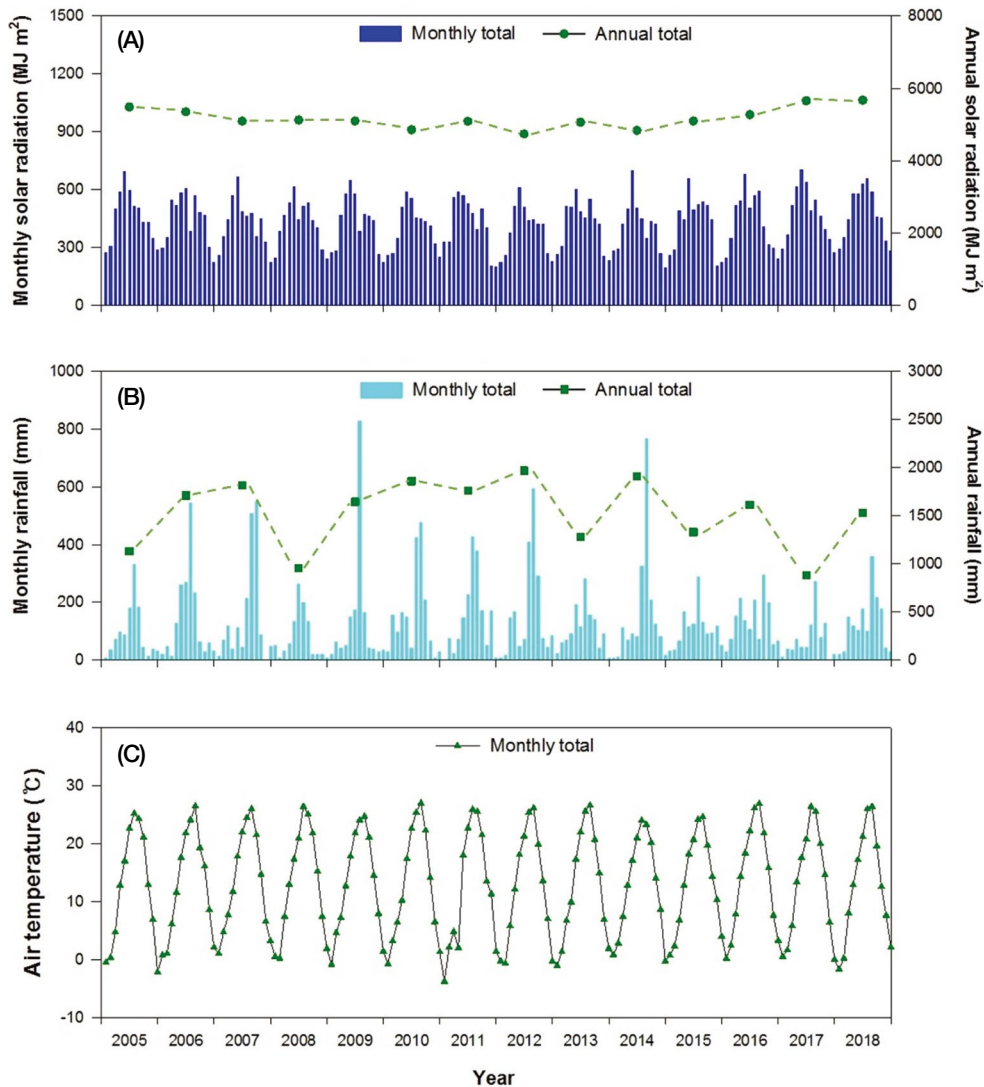 (A)
Monthly total
Annual total
1500
1200
900
600
300
0
Monthly solar radiation (MJ m²)
8000
6000
4000
2000
0
Annual solar radiation (MJ m²)
(B)
Monthly total
Annual total
1000
800
600
400
200
0
Monthly rainfall (mm)
3000
2500
2000
1500
1000
500
0
Annual rainfall (mm)
(C)
Monthly total
40
30
20
10
0
-10
Air temperature (℃)
2005 2006 2007 2008 2009 2010 2011 2012 2013 2014 2015 2016 2017 2018
Year